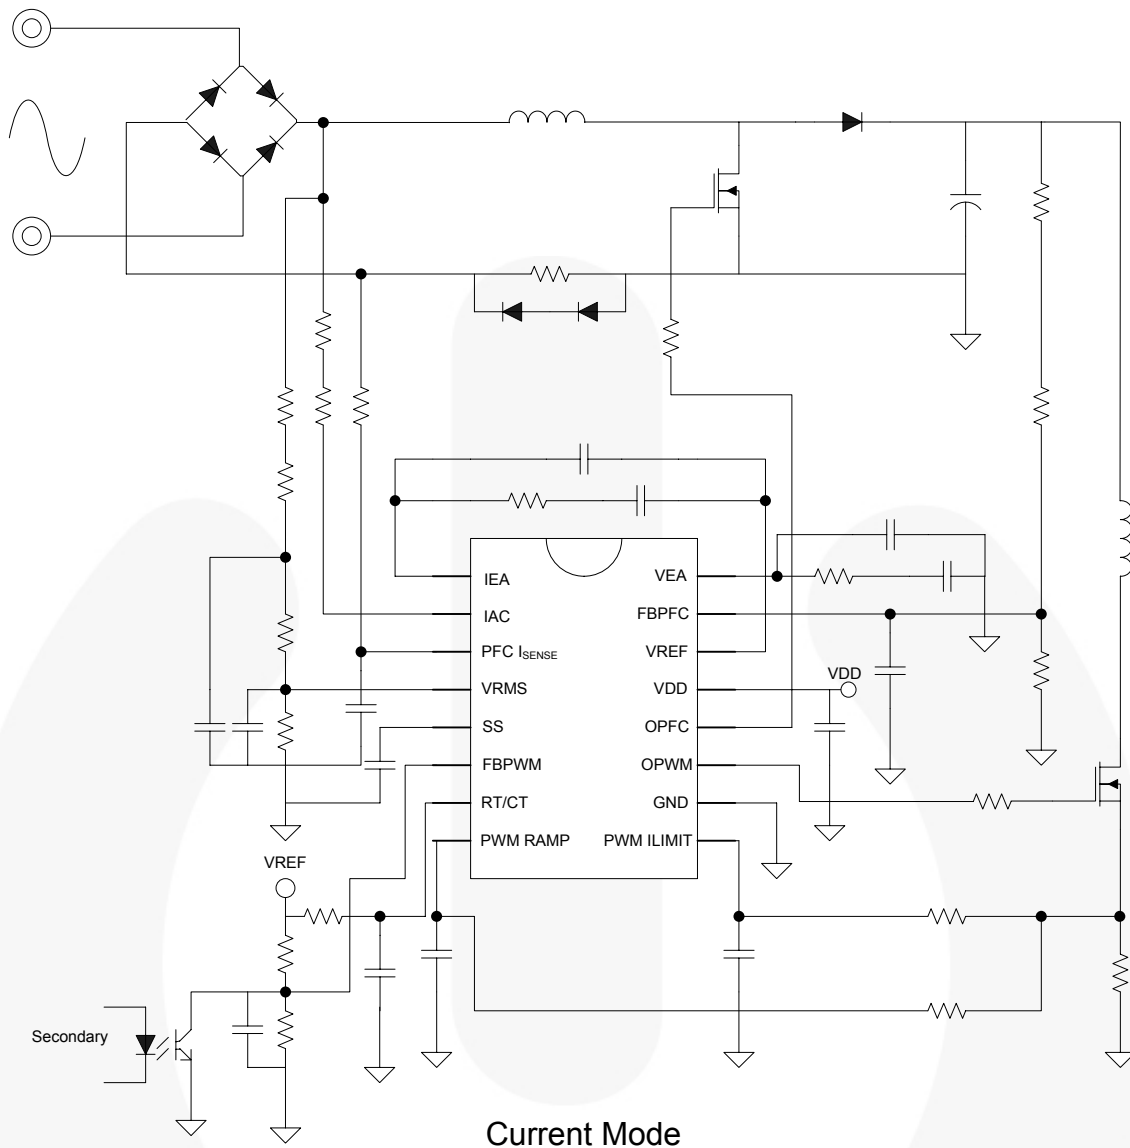 IEA
IAC
PFC ISENSE
VRMS
SS
FBPWM
RT/CT
PWM RAMP
VEA
FBPFC
VREF
VDD
OPFC
OPWM
GND
PWM ILIMIT
VDD
VREF
Secondary
Current Mode